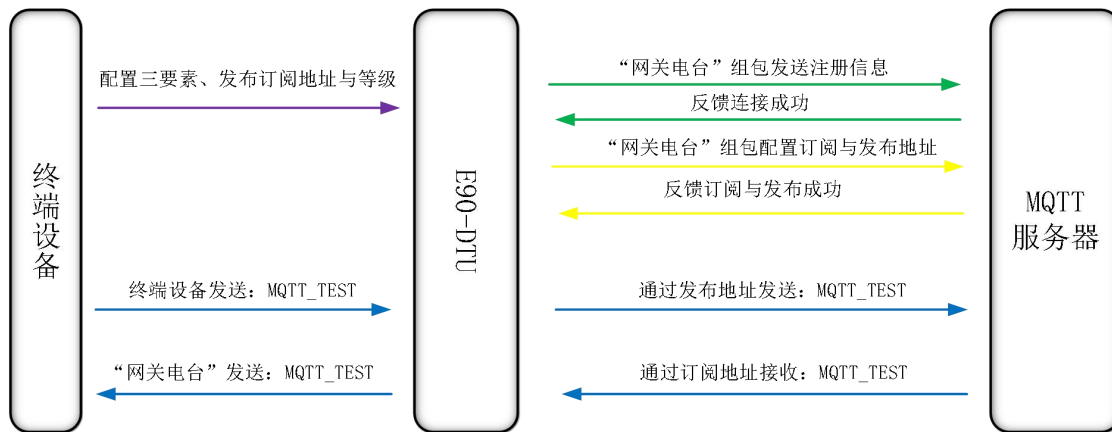 配置三要素、发布订阅地址与等级
“网关电台”组包发送注册信息
反馈连接成功
“网关电台”组包配置订阅与发布地址
反馈订阅与发布成功
终端设备
E90-DTU
MQTT
服务器
终端设备发送：MQTT_TEST
通过发布地址发送：MQTT_TEST
“网关电台”发送：MQTT_TEST
通过订阅地址接收：MQTT_TEST